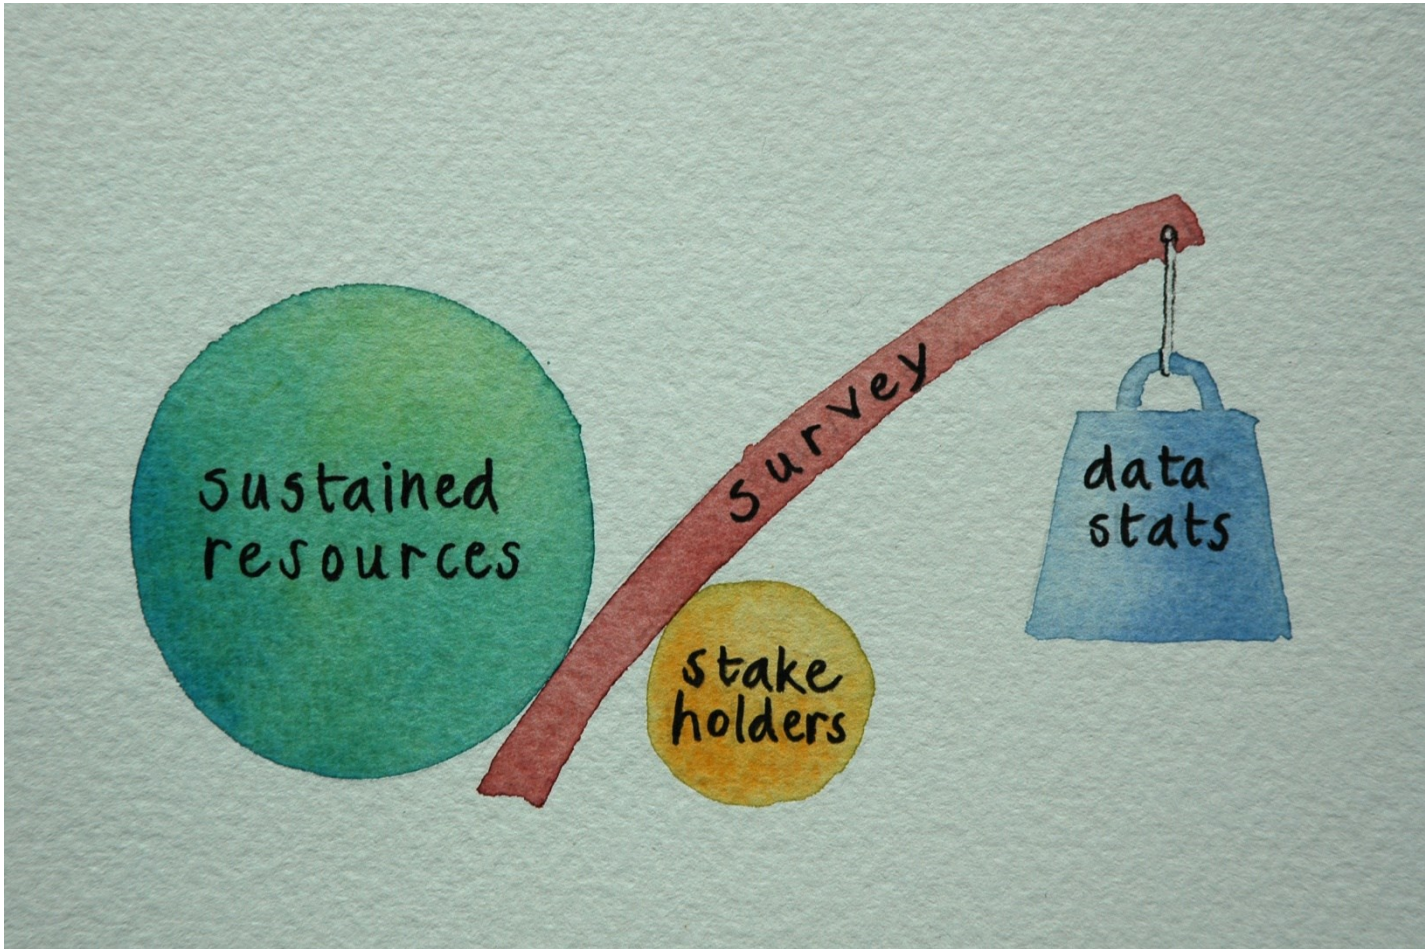 sustained
resources
survey
stake
holders
data
stats